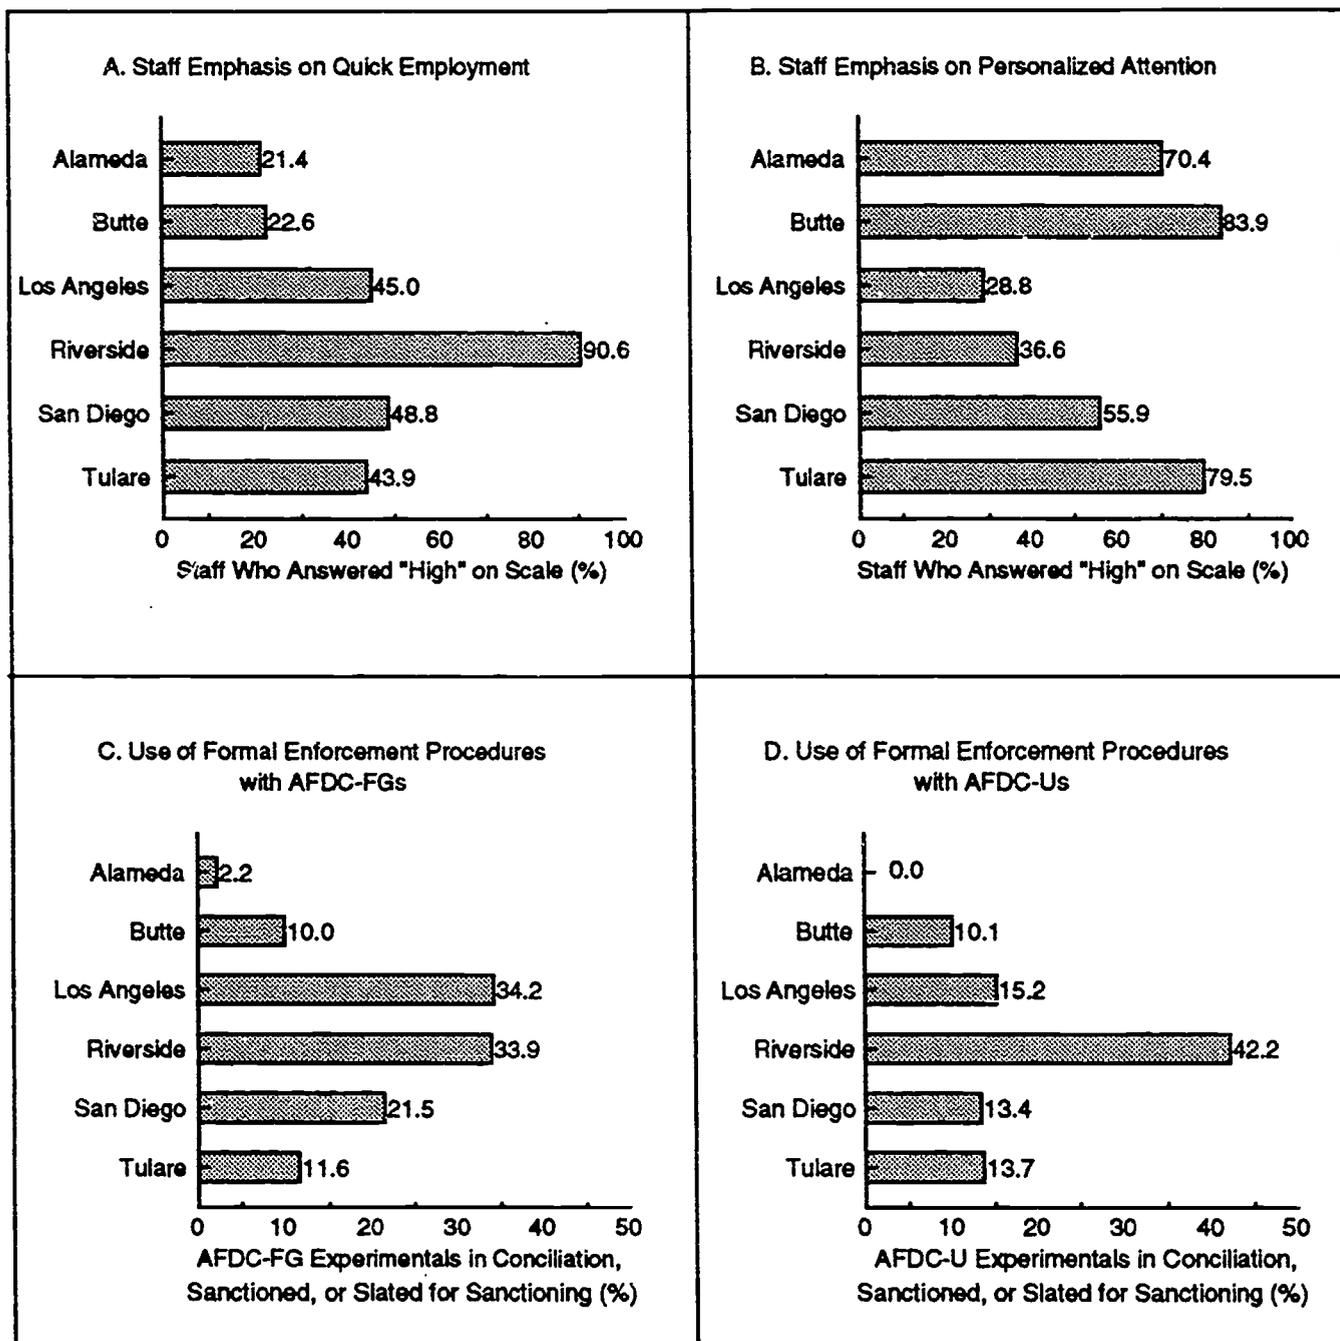 A. Staff Emphasis on Quick Employment
Alameda 21.4
Butte 22.6
Los Angeles 45.0
Riverside 90.6
San Diego 48.8
Tulare 43.9
0 20 40 60 80 100
Staff Who Answered "High" on Scale (%)
B. Staff Emphasis on Personalized Attention
Alameda 70.4
Butte 83.9
Los Angeles 28.8
Riverside 36.6
San Diego 55.9
Tulare 79.5
0 20 40 60 80 100
Staff Who Answered "High" on Scale (%)
C. Use of Formal Enforcement Procedures
with AFDC-FGs
Alameda 2.2
Butte 10.0
Los Angeles 34.2
Riverside 33.9
San Diego 21.5
Tulare 11.6
0 10 20 30 40 50
AFDC-FG Experimentals in Conciliation,
Sanctioned, or Slated for Sanctioning (%)
D. Use of Formal Enforcement Procedures
with AFDC-Us
Alameda 0.0
Butte 10.1
Los Angeles 15.2
Riverside 42.2
San Diego 13.4
Tulare 13.7
0 10 20 30 40 50
AFDC-U Experimentals in Conciliation,
Sanctioned, or Slated for Sanctioning (%)